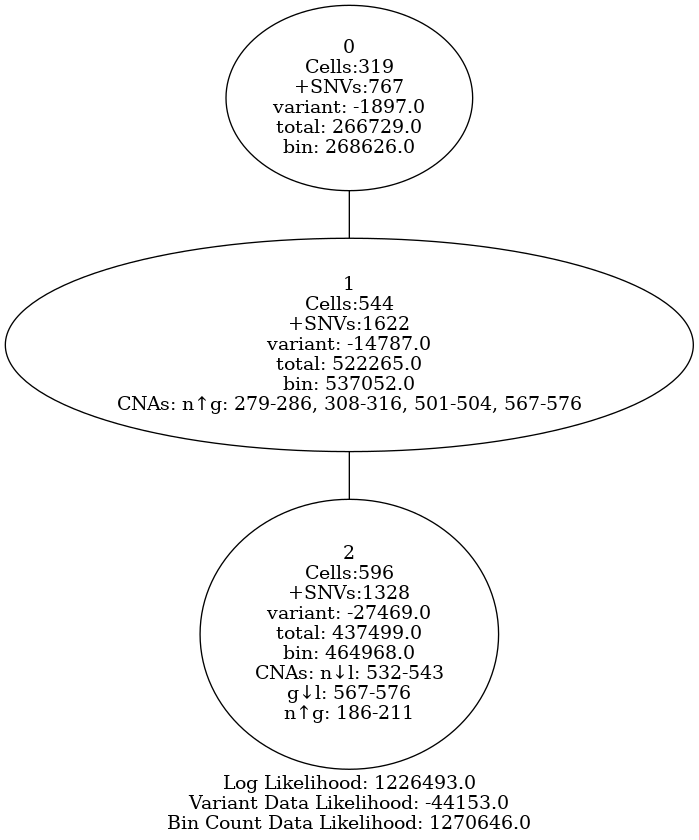 0
Cells:319
+SNVs:767
variant: -1897.0
total: 266729.0
bin: 268626.0
1
Cells:544
+SNVs:1622
variant: -14787.0
total: 522265.0
bin: 537052.0
CNAs: n↑g: 279-286, 308-316, 501-504, 567-576
2
Cells:596
+SNVs:1328
variant: -27469.0
total: 437499.0
bin: 464968.0
CNAs: n↓l: 532-543
g↓l: 567-576
n↑g: 186-211
Log Likelihood: 1226493.0
Variant Data Likelihood: -44153.0
Bin Count Data Likelihood: 1270646.0